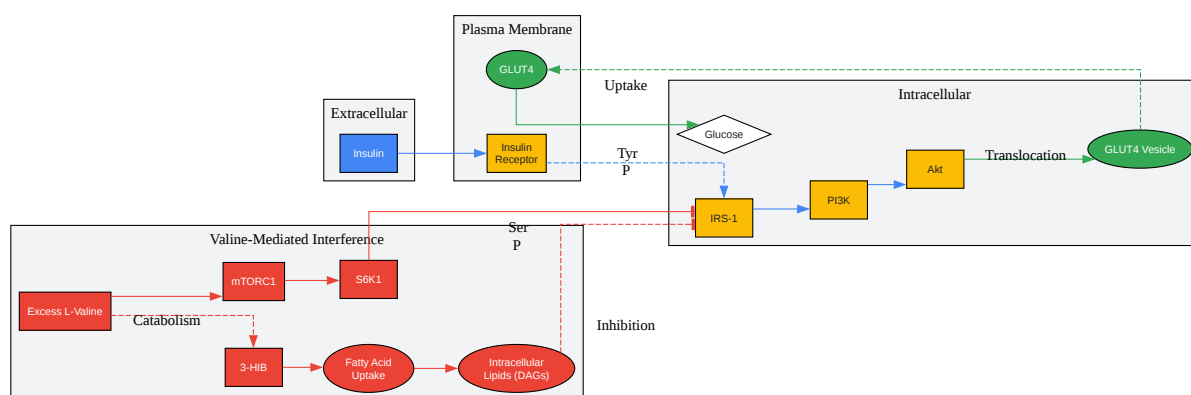 Plasma Membrane
GLUT4
Uptake
Intracellular
Extracellular
Insulin
Insulin
Receptor
Glucose
Tyr
P
Translocation
GLUT4 Vesicle
Akt
PI3K
IRS-1
Ser
P
Valine-Mediated Interference
mTORC1
S6K1
Excess L-Valine
Catabolism
Inhibition
3-HIB
Fatty Acid
Uptake
Intracellular
Lipids (DAGs)